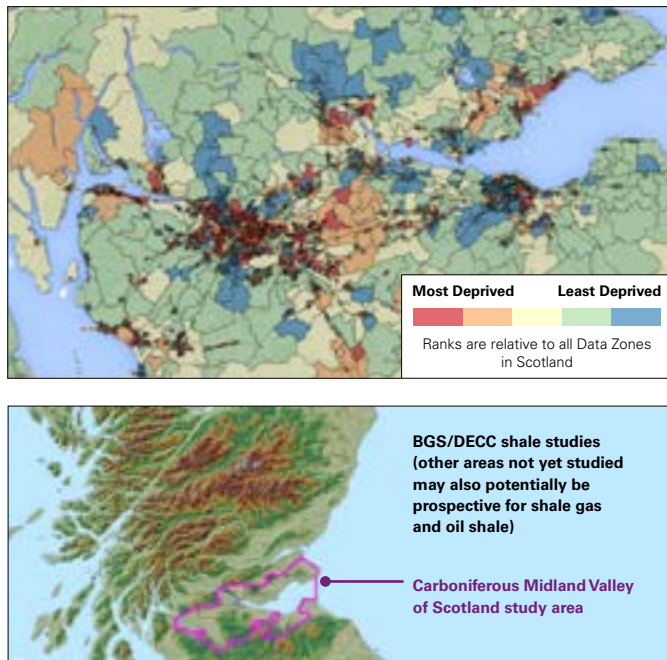 Most Deprived Least Deprived
Ranks are relative to all Data Zones
in Scotland
BGS/DECC shale studies
(other areas not yet studied
may also potentially be
prospective for shale gas
and oil shale)
Carboniferous Midland Valley
of Scotland study area